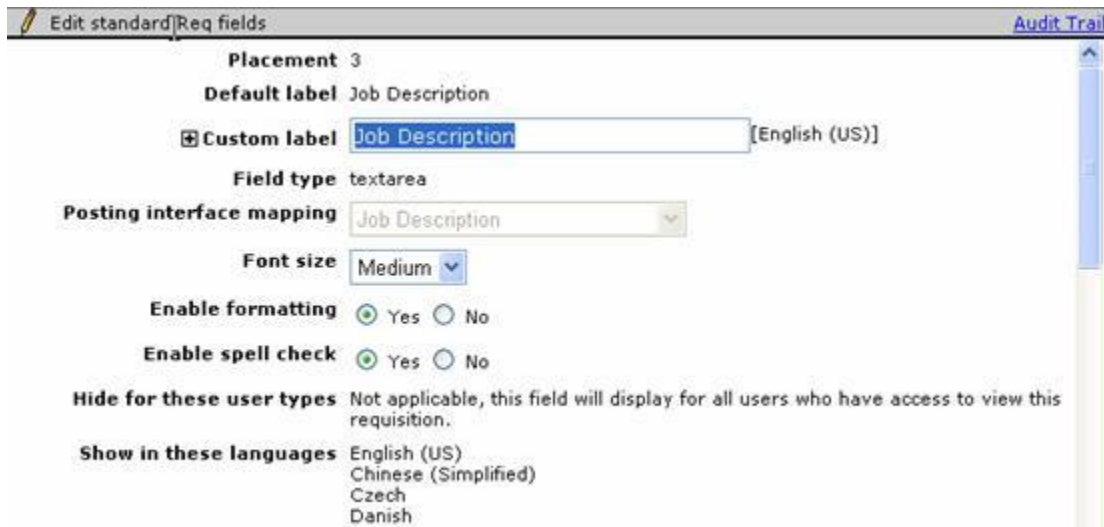 Edit standard Req fields Audit Trail
Placement 3
Default label Job Description
Custom label Job Description [English (US)]
Field type textarea
Posting interface mapping Job Description
Font size Medium
Enable formatting Yes No
Enable spell check Yes No
Hide for these user types Not applicable, this field will display for all users who have access to view this
requisition.
Show in these languages English (US)
Chinese (Simplified)
Czech
Danish